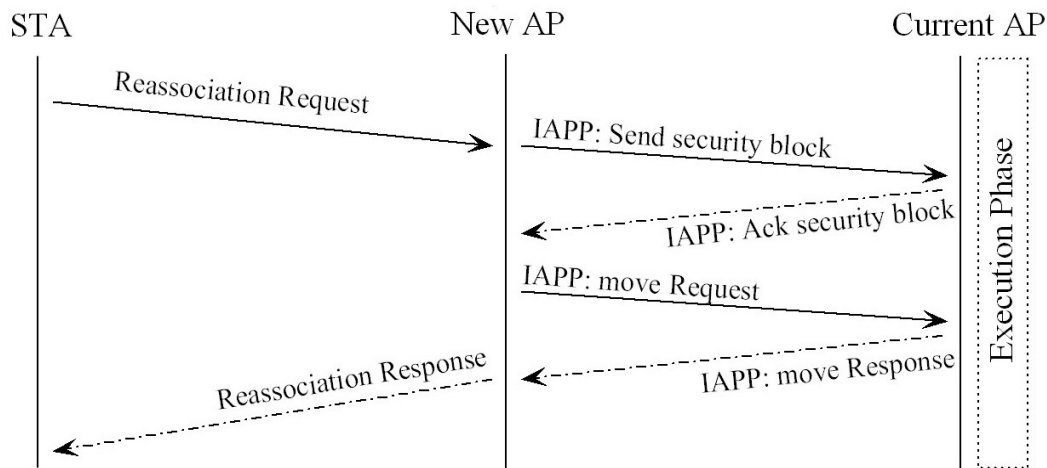 STA
New AP
Current AP
Reassociation Request
IAPP: Send security block
IAPP: Ack security block
IAPP: move Request
IAPP: move Response
Reassociation Response
Execution Phase